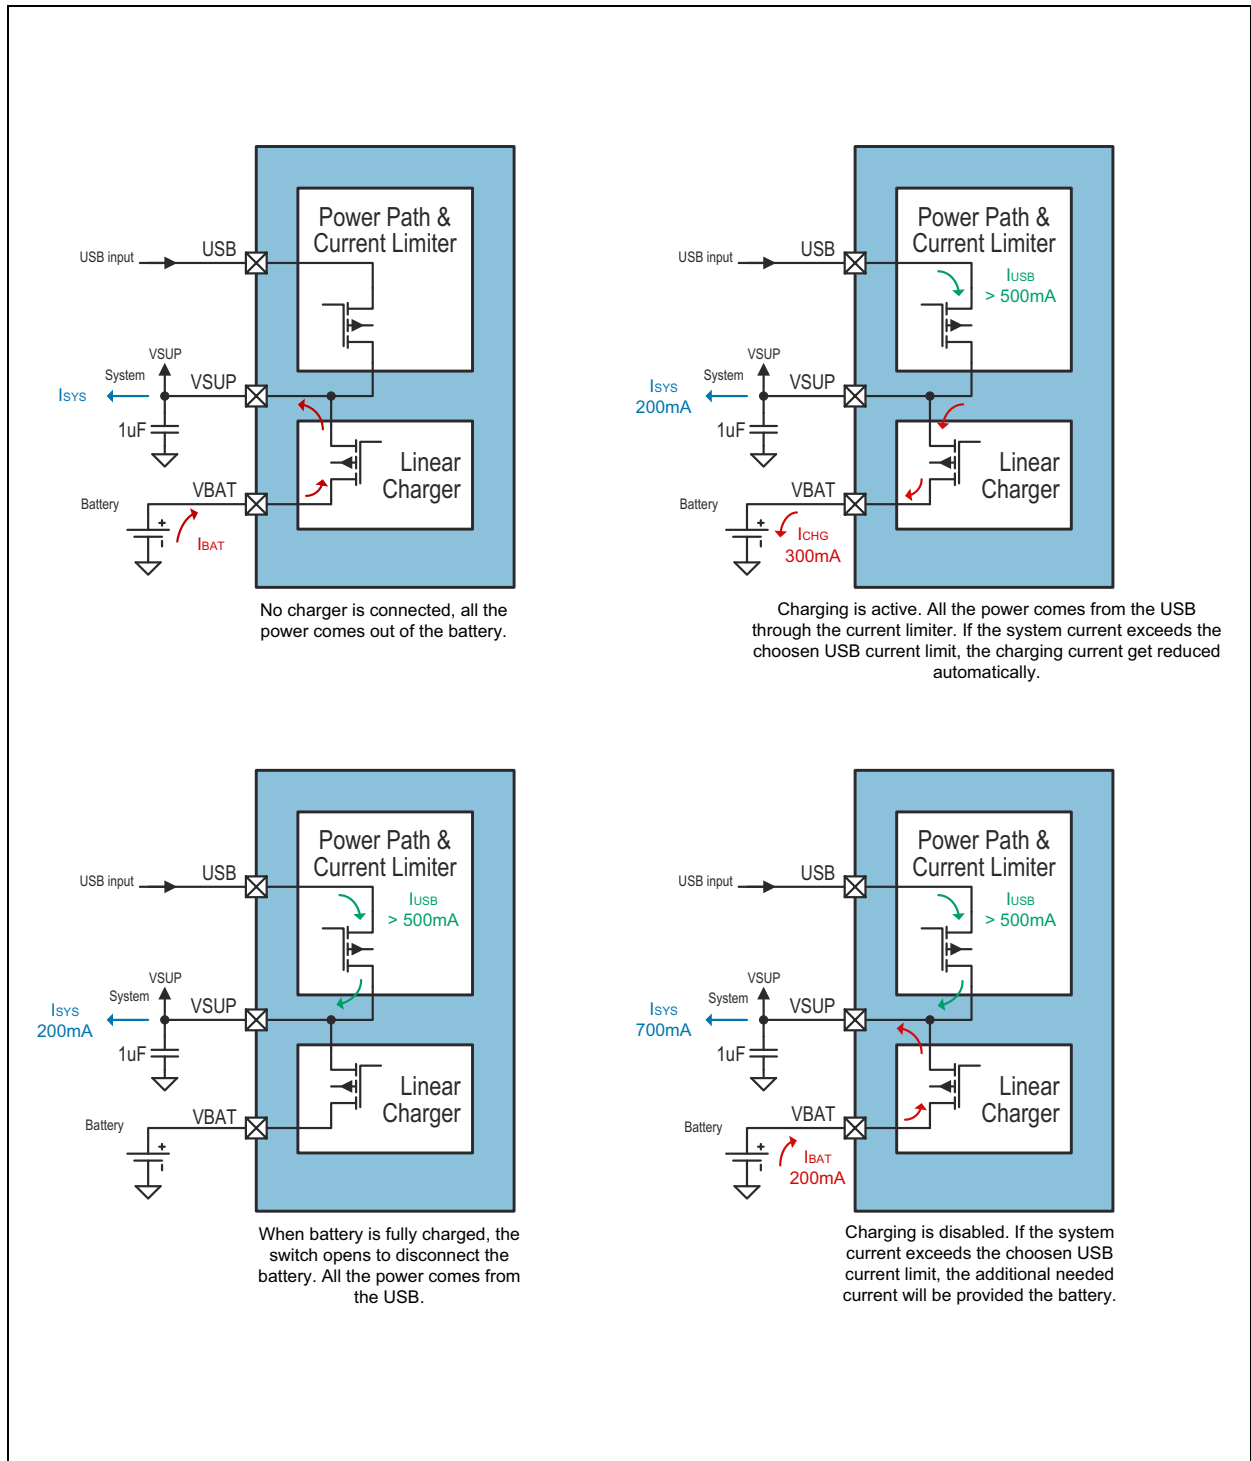 Power Path &
Current Limiter
USB input
USB
VSUP
System
VSUP
ISYS
1uF
Linear
Charger
VBAT
Battery
+
IBAT
No charger is connected, all the
power comes out of the battery.
Power Path &
Current Limiter
USB input
USB
IUSB
> 500mA
VSUP
System
VSUP
ISYS
200mA
1uF
Linear
Charger
VBAT
Battery
+
ICHG
300mA
Charging is active. All the power comes from the USB
through the current limiter. If the system current exceeds the
choosen USB current limit, the charging current get reduced
automatically.
Power Path &
Current Limiter
USB input
USB
IUSB
> 500mA
VSUP
System
VSUP
ISYS
200mA
1uF
Linear
Charger
VBAT
Battery
+
When battery is fully charged, the
switch opens to disconnect the
battery. All the power comes from
the USB.
Power Path &
Current Limiter
USB input
USB
IUSB
> 500mA
VSUP
System
VSUP
ISYS
700mA
1uF
Linear
Charger
VBAT
Battery
+
IBAT
200mA
Charging is disabled. If the system
current exceeds the choosen USB
current limit, the additional needed
current will be provided the battery.